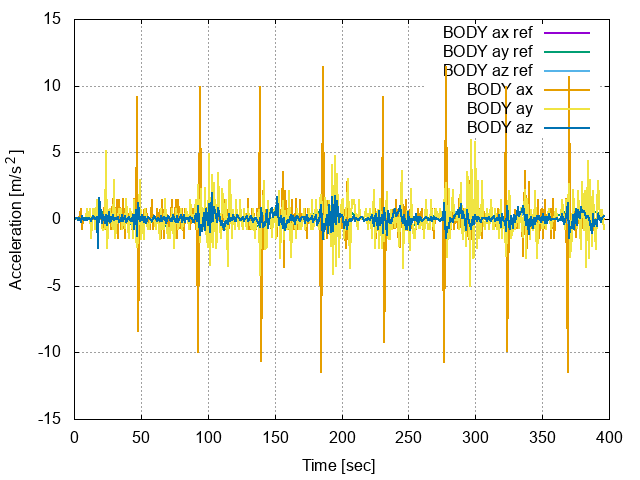 15
10
5
0
-5
-10
-15
Acceleration [m/s²]
BODY ax ref
BODY ay ref
BODY az ref
BODY ax
BODY ay
BODY az
0 50 100 150 200 250 300 350 400
Time [sec]